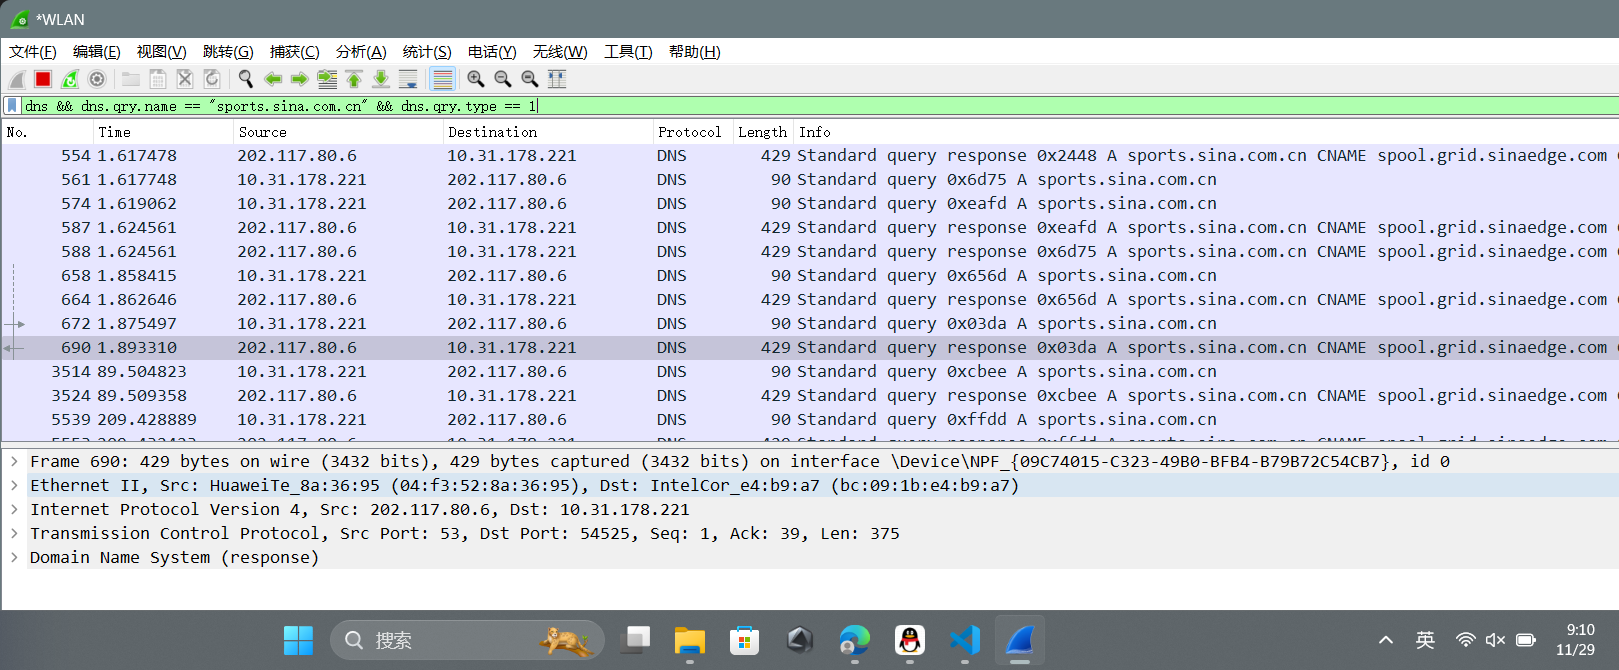 *WLAN
文件(F) 编辑(E) 视图(V) 跳转(G) 捕获(C) 分析(A) 统计(S) 电话(Y) 无线(W) 工具(T) 帮助(H)
dns && dns.qry.name == "sports.sina.com.cn" && dns.qry.type == 1
No. Time Source Destination Protocol Length Info
554 1.617478 202.117.80.6 10.31.178.221 DNS 429 Standard query response 0x2448 A sports.sina.com.cn CNAME spool.grid.sinaedge.com
561 1.617748 10.31.178.221 202.117.80.6 DNS 90 Standard query 0x6d75 A sports.sina.com.cn
574 1.619062 10.31.178.221 202.117.80.6 DNS 90 Standard query 0xeafd A sports.sina.com.cn
587 1.624561 202.117.80.6 10.31.178.221 DNS 429 Standard query response 0xeafd A sports.sina.com.cn CNAME spool.grid.sinaedge.com
588 1.624561 202.117.80.6 10.31.178.221 DNS 429 Standard query response 0x6d75 A sports.sina.com.cn CNAME spool.grid.sinaedge.com
658 1.858415 10.31.178.221 202.117.80.6 DNS 90 Standard query 0x656d A sports.sina.com.cn
664 1.862646 202.117.80.6 10.31.178.221 DNS 429 Standard query response 0x656d A sports.sina.com.cn CNAME spool.grid.sinaedge.com
672 1.875497 10.31.178.221 202.117.80.6 DNS 90 Standard query 0x03da A sports.sina.com.cn
690 1.893310 202.117.80.6 10.31.178.221 DNS 429 Standard query response 0x03da A sports.sina.com.cn CNAME spool.grid.sinaedge.com
3514 89.504823 10.31.178.221 202.117.80.6 DNS 90 Standard query 0xcbee A sports.sina.com.cn
3524 89.509358 202.117.80.6 10.31.178.221 DNS 429 Standard query response 0xcbee A sports.sina.com.cn CNAME spool.grid.sinaedge.com
5539 209.428889 10.31.178.221 202.117.80.6 DNS 90 Standard query 0xffdd A sports.sina.com.cn
Frame 690: 429 bytes on wire (3432 bits), 429 bytes captured (3432 bits) on interface \Device\NPF_{09C74015-C323-49B0-BFB4-B79B72C54CB7}, id 0
Ethernet II, Src: HuaweiTe_8a:36:95 (04:f3:52:8a:36:95), Dst: IntelCor_e4:b9:a7 (bc:09:1b:e4:b9:a7)
Internet Protocol Version 4, Src: 202.117.80.6, Dst: 10.31.178.221
Transmission Control Protocol, Src Port: 53, Dst Port: 54525, Seq: 1, Ack: 39, Len: 375
Domain Name System (response)
搜索
英
9:10
11/29